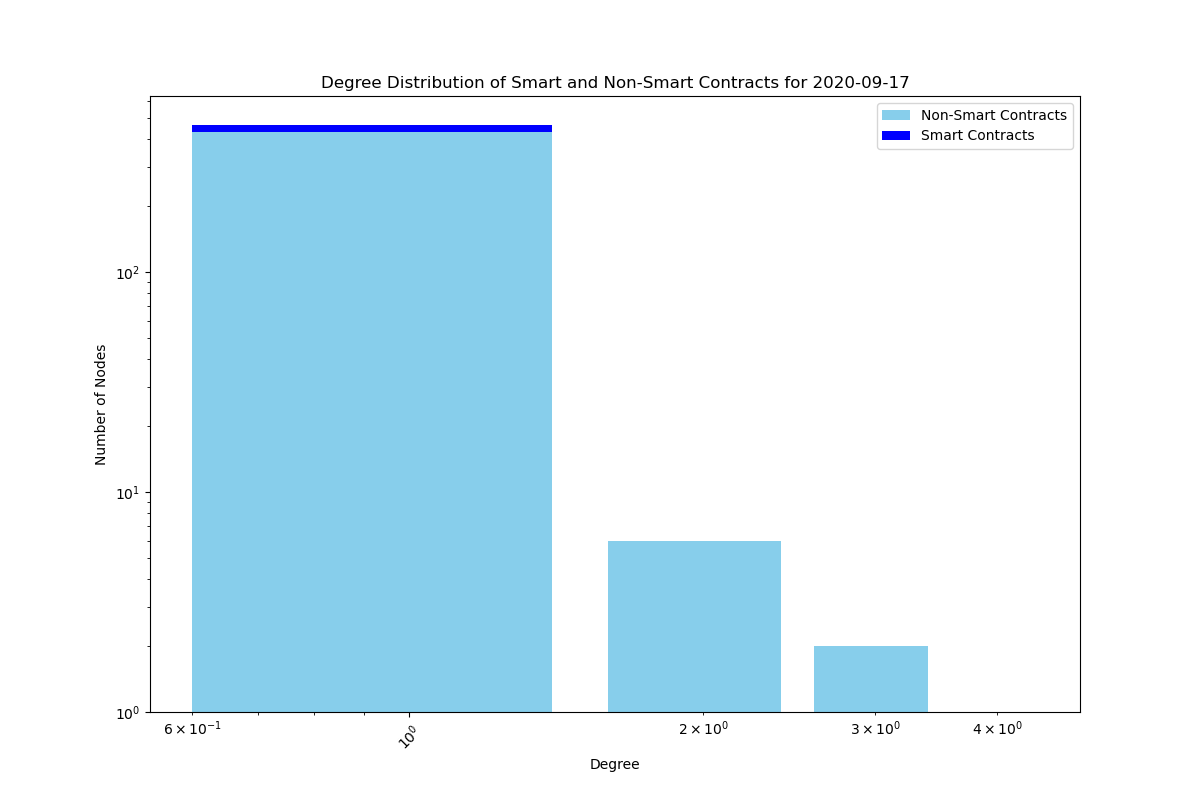 Degree Distribution of Smart and Non-Smart Contracts for 2020-09-17
Non-Smart Contracts
Smart Contracts
Number of Nodes
10²
10¹
10⁰
6 × 10⁻¹
10⁰
2 × 10⁰
3 × 10⁰
4 × 10⁰
Degree